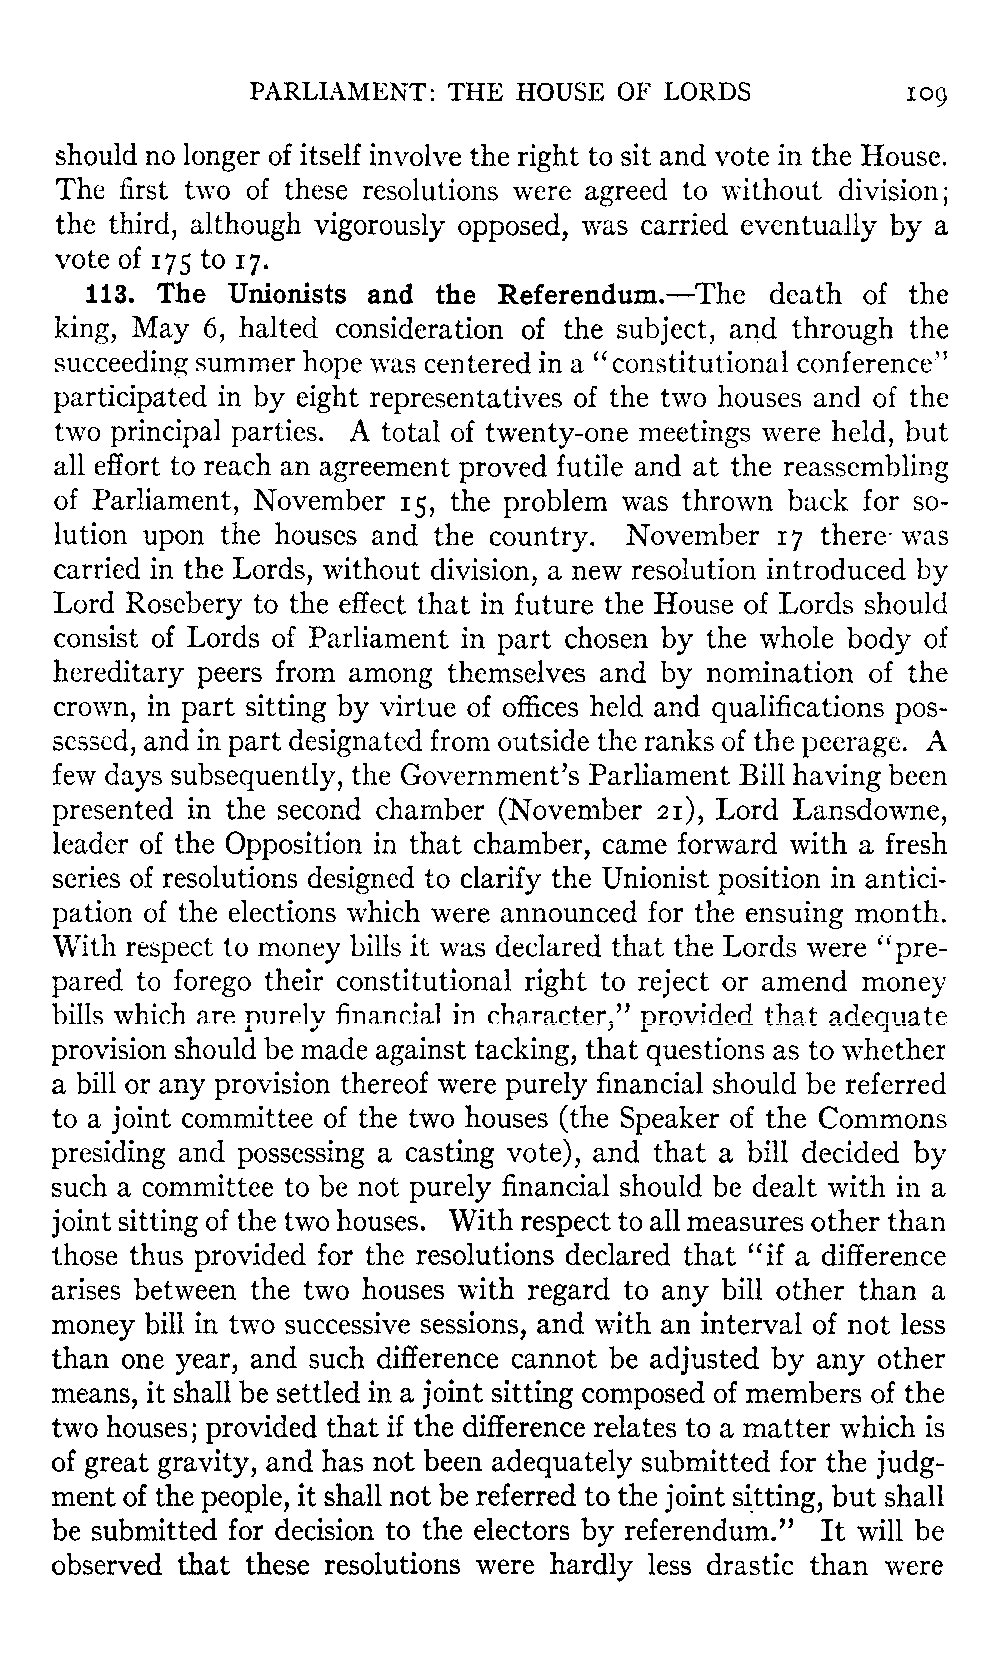 PARLIAMENT: THE HOUSE OF LORDS 109
should no longer of itself involve the right to sit and vote in the House.
The first two of these resolutions were agreed to without division;
the third, although vigorously opposed, was carried eventually by a
vote of 175 to 17.
113. The Unionists and the Referendum.—The death of the
king, May 6, halted consideration of the subject, and through the
succeeding summer hope was centered in a "constitutional conference"
participated in by eight representatives of the two houses and of the
two principal parties. A total of twenty-one meetings were held, but
all effort to reach an agreement proved futile and at the reassembling
of Parliament, November 15, the problem was thrown back for so-
lution upon the houses and the country. November 17 there was
carried in the Lords, without division, a new resolution introduced by
Lord Rosebery to the effect that in future the House of Lords should
consist of Lords of Parliament in part chosen by the whole body of
hereditary peers from among themselves and by nomination of the
crown, in part sitting by virtue of offices held and qualifications pos-
sessed, and in part designated from outside the ranks of the peerage. A
few days subsequently, the Government's Parliament Bill having been
presented in the second chamber (November 21), Lord Lansdowne,
leader of the Opposition in that chamber, came forward with a fresh
series of resolutions designed to clarify the Unionist position in antici-
pation of the elections which were announced for the ensuing month.
With respect to money bills it was declared that the Lords were "pre-
pared to forego their constitutional right to reject or amend money
bills which are purely financial in character," provided that adequate
provision should be made against tacking, that questions as to whether
a bill or any provision thereof were purely financial should be referred
to a joint committee of the two houses (the Speaker of the Commons
presiding and possessing a casting vote), and that a bill decided by
such a committee to be not purely financial should be dealt with in a
joint sitting of the two houses. With respect to all measures other than
those thus provided for the resolutions declared that "if a difference
arises between the two houses with regard to any bill other than a
money bill in two successive sessions, and with an interval of not less
than one year, and such difference cannot be adjusted by any other
means, it shall be settled in a joint sitting composed of members of the
two houses; provided that if the difference relates to a matter which is
of great gravity, and has not been adequately submitted for the judg-
ment of the people, it shall not be referred to the joint sitting, but shall
be submitted for decision to the electors by referendum." It will be
observed that these resolutions were hardly less drastic than were